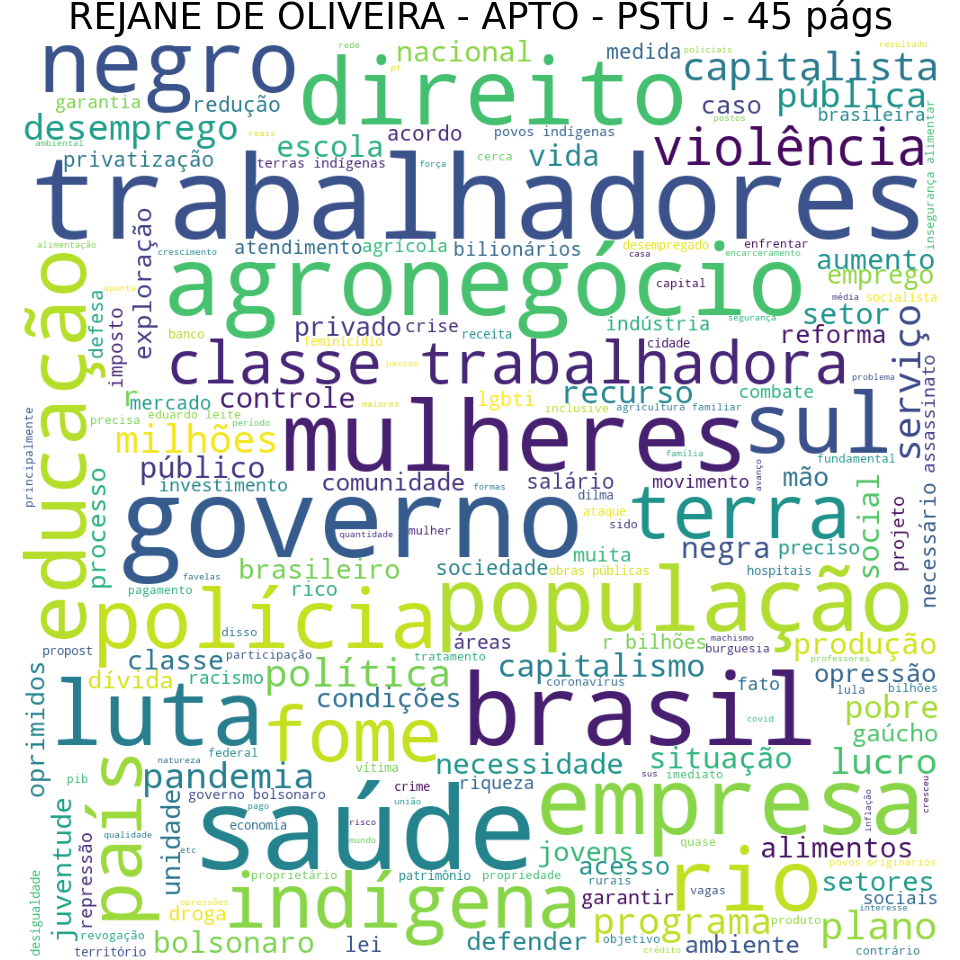 REJANE DE OLIVEIRA - APTO - PSTU - 45 págs
negro
rede
nacional
medida
policiais
resultado
pt
direito
capitalista
garantia
redução
caso
pública
postos
brasileira
desemprego
reais
acordo
povos indígenas
ambiental
escola
violência
privatização
terras indígenas
força
cerca
vida
insegurança alimentar
trabalhadores
alimentação
crescimento
atendimento
agrícola
bilionários
desempregado
casa
enfrentar
encarceramento
aumento
educação
defesa
aponta
imposto
exploração
agronegócio
capital
emprego
média
socialista
banco
privado
crise
receita
indústria
segurança
setor
feminicídio
cidade
reforma
serviço
classe trabalhadora
passam
problema
r
mercado
controle
maiores
lgbti
recurso
combate
inclusive
agricultura familiar
precisa
eduardo leite
período
principalmente
milhões
mulheres
sul
família
fundamental
necessário assassinato
público
investimento
comunidade
formas
salário
movimento
avanço
mão
dilma
processo
governo
ataque
sido
terra
social
projeto
quantidade
mulher
negra
preciso
favelas
brasileiro
sociedade
muita
obras públicas
hospitais
pagamento
rico
polícia
população
disso
propost
participação
áreas
r bilhões
machismo
burguesia
produção
classe
racismo
política
tratamento
capitalismo
professores
dívida
condições
coronavírus
fato
lula
opressão
bilhões
oprimidos
luta
fome
brasil
covid
pobre
gaúcho
natureza
federal
vítima
necessidade
situação
lucro
pib
país
pandemia
governo bolsonaro
crime
riqueza
sus
imediato
inflação
cresceu
unidades
pago
união
saúde
empresa
juventude
repressão
qualidade
etc
economia
risco
mundo
jovens
quase
alimentos
proprietário
patrimônio
propriedade
acesso
rurais
rio
povos originários
setores
desigualdade
opressões
droga
indígena
garantir
vagas
sociais
revogação
território
bolsonaro
lei
defender
objetivo
programa
crédito
ambiente
produto
interesse
plano
contrário